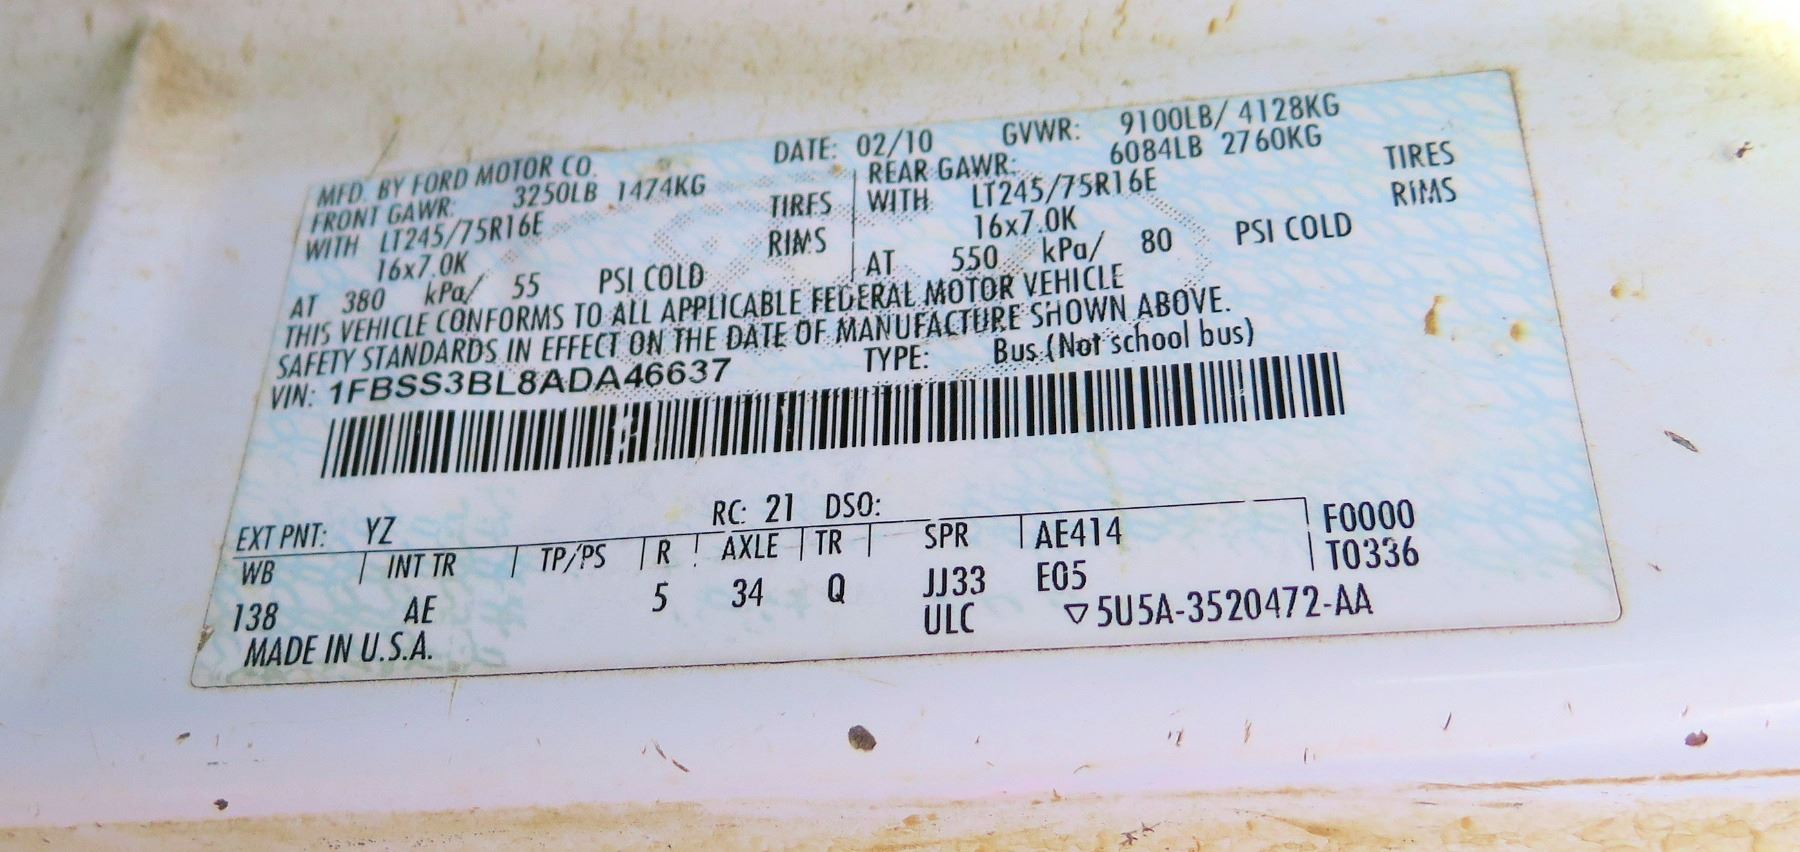 MFD. BY FORD MOTOR CO. DATE: 02/10 GVWR: 9100LB/ 4128KG
FRONT GAWR: 3250LB 1474KG REAR GAWR: 6084LB 2760KG
WITH LT245/75R16E TIRES WITH LT245/75R16E TIRES
16x7.0K RIMS 16x7.0K RIMS
AT 380 kPa/ 55 PSI COLD AT 550 kPa/ 80 PSI COLD
THIS VEHICLE CONFORMS TO ALL APPLICABLE FEDERAL MOTOR VEHICLE
SAFETY STANDARDS IN EFFECT ON THE DATE OF MANUFACTURE SHOWN ABOVE.
VIN: 1FBSS3BL8ADA46637 TYPE: Bus (Not school bus)
EXT PNT: YZ RC: 21 DSO:
WB INT TR TP/PS R AXLE TR SPR AE414 F0000
138 AE 5 34 Q JJ33 E05 T0336
MADE IN U.S.A. ULC ▽5U5A-3520472-AA